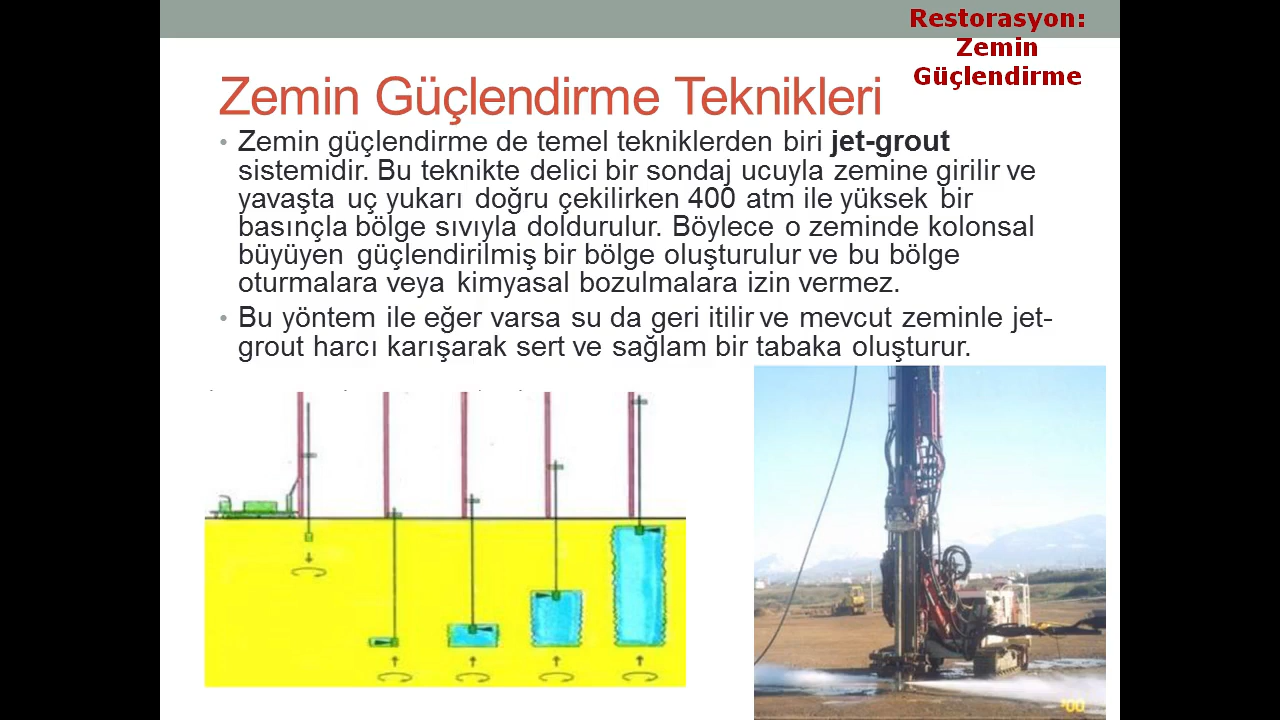 Restorasyon:
Zemin
Güçlendirme
Zemin Güçlendirme Teknikleri
• Zemin güçlendirme de temel tekniklerden biri jet-grout
sistemidir. Bu teknikte delici bir sondaj ucuyla zemine girilir ve
yavaşta uç yukarı doğru çekilirken 400 atm ile yüksek bir
basınçla bölge sıvıyla doldurulur. Böylece o zeminde kolonsal
büyüyen güçlendirilmiş bir bölge oluşturulur ve bu bölge
oturmalara veya kimyasal bozulmalara izin vermez.
• Bu yöntem ile eğer varsa su da geri itilir ve mevcut zeminle jet-
grout harcı karışarak sert ve sağlam bir tabaka oluşturur.
'00